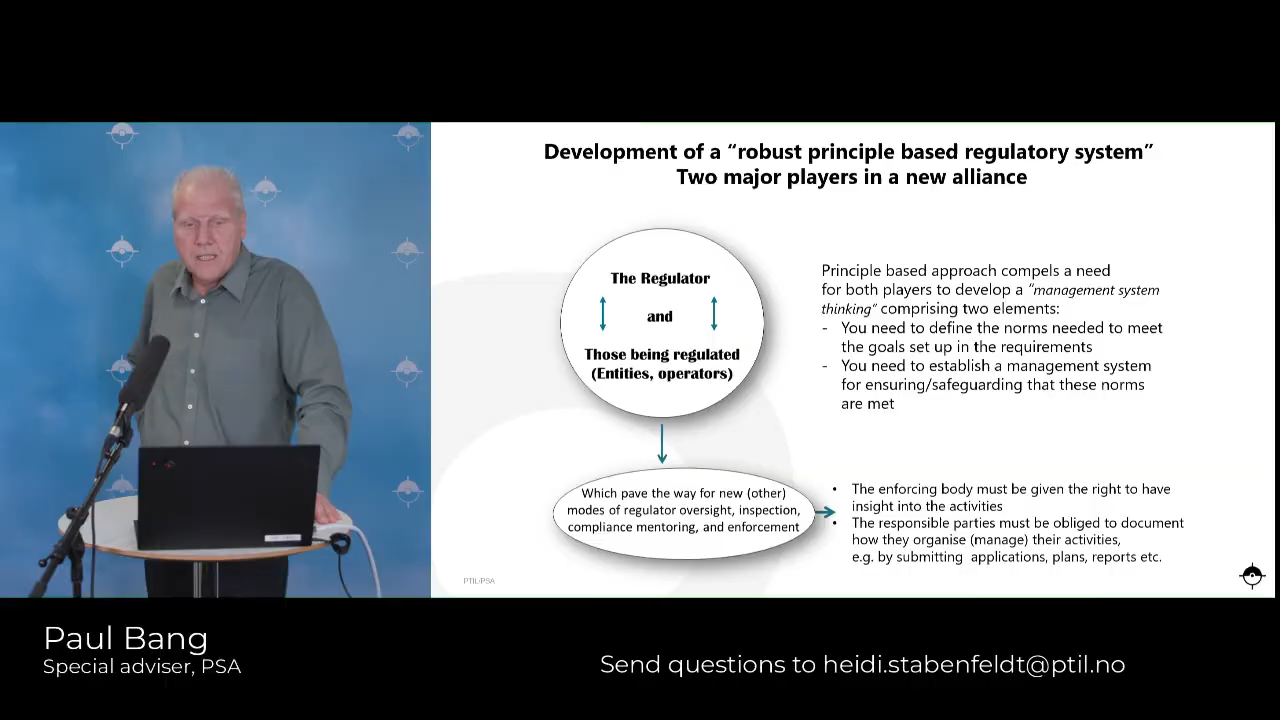 Development of a “robust principle based regulatory system”
Two major players in a new alliance
The Regulator
and
Those being regulated
(Entities, operators)
Principle based approach compels a need
for both players to develop a “management system
thinking” comprising two elements:
- You need to define the norms needed to meet
the goals set up in the requirements
- You need to establish a management system
for ensuring/safeguarding that these norms
are met
Which pave the way for new (other)
modes of regulator oversight, inspection,
compliance mentoring, and enforcement
• The enforcing body must be given the right to have
insight into the activities
• The responsible parties must be obliged to document
how they organise (manage) their activities,
e.g. by submitting applications, plans, reports etc.
PTIL/PSA
Paul Bang
Special adviser, PSA
Send questions to heidi.stabenfeldt@ptil.no